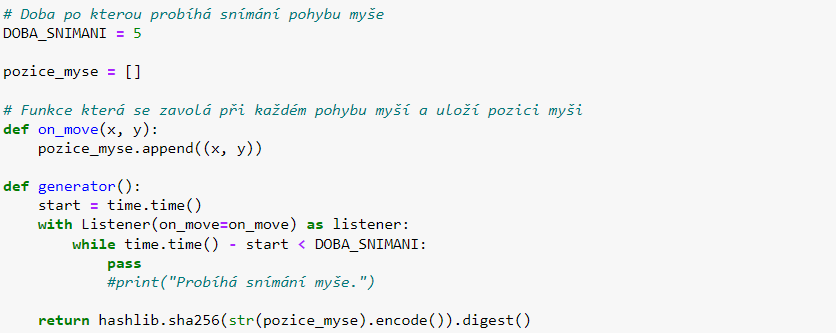 # Doba po kterou probíhá snímání pohybu myše
DOBA_SNIMANI = 5
pozice_myse = []
# Funkce která se zavolá při každém pohybu myší a uloží pozici myši
def on_move(x, y):
    pozice_myse.append((x, y))
def generator():
    start = time.time()
    with Listener(on_move=on_move) as listener:
        while time.time() - start < DOBA_SNIMANI:
            pass
            #print("Probíhá snímání myše.")
    return hashlib.sha256(str(pozice_myse).encode()).digest()